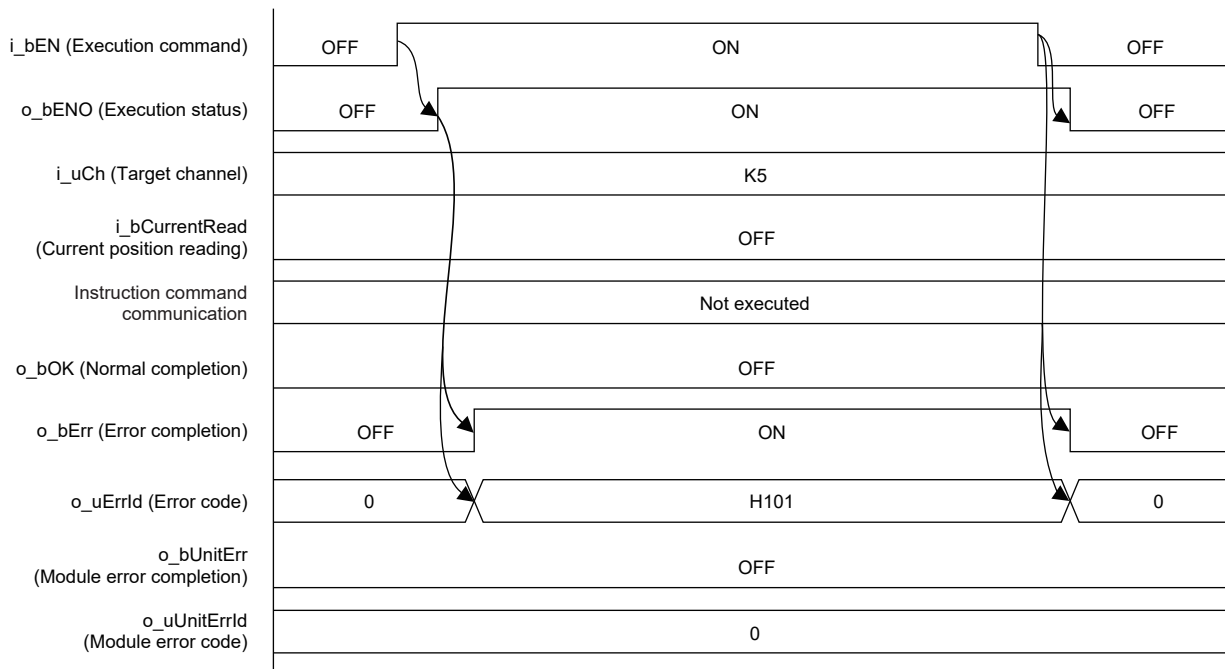 i_bEN (Execution command)
OFF
ON
OFF
o_bENO (Execution status)
OFF
ON
OFF
i_uCh (Target channel)
K5
i_bCurrentRead
(Current position reading)
OFF
Instruction command
communication
Not executed
o_bOK (Normal completion)
OFF
o_bErr (Error completion)
OFF
ON
OFF
o_uErrId (Error code)
0
H101
0
o_bUnitErr
(Module error completion)
OFF
o_uUnitErrId
(Module error code)
0